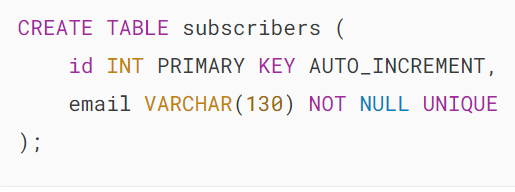 CREATE TABLE subscribers (
    id INT PRIMARY KEY AUTO_INCREMENT,
    email VARCHAR(130) NOT NULL UNIQUE
);